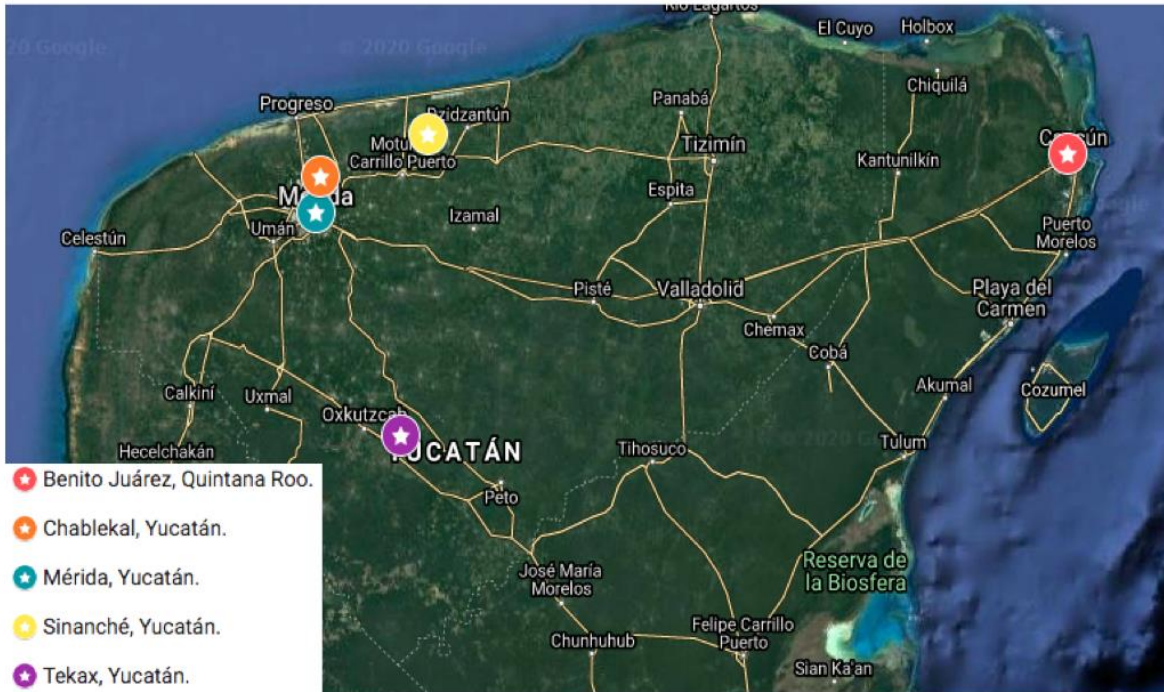 Río Lagartos
El Cuyo
Holbox
20 Google
© 2020 Google
Chiquilá
Progreso
Panabá
Dzidzantún
Motul
Carrillo Puerto
Tizimín
Cancún
Kantunilkín
Mérida
Espita
Izamal
Umán
Celestún
Puerto
Morelos
Pisté
Valladolid
Playa del
Carmen
Chemax
Cobá
Akumal
Cozumel
Calkiní
Uxmal
Oxkutzcab
Hecelchakán
YUCATÁN
Tihosuco
Tulum
Peto
Reserva de
la Biosfera
José María
Morelos
Chunhuhub
Felipe Carrillo
Puerto
Sian Ka'an
Benito Juárez, Quintana Roo.
Chablekal, Yucatán.
Mérida, Yucatán.
Sinanché, Yucatán.
Tekax, Yucatán.